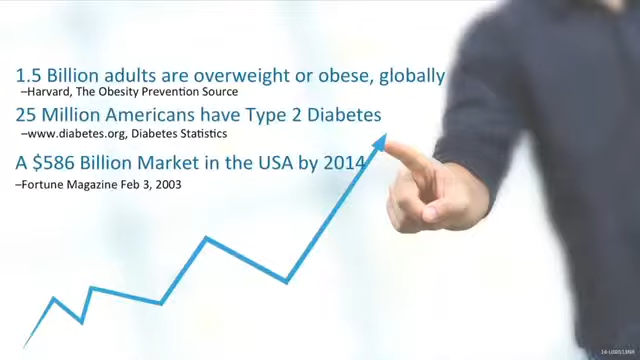 1.5 Billion adults are overweight or obese, globally
–Harvard, The Obesity Prevention Source
25 Million Americans have Type 2 Diabetes
–www.diabetes.org, Diabetes Statistics
A $586 Billion Market in the USA by 2014
–Fortune Magazine Feb 3, 2003